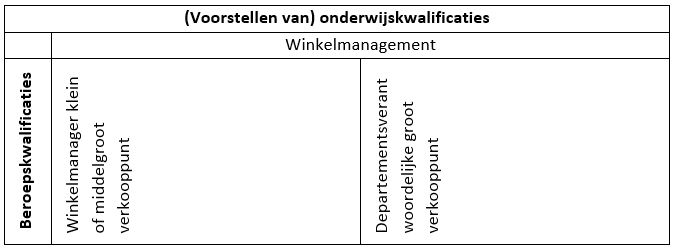 (Voorstellen van) onderwijskwalificaties
Winkelmanagement
Beroepskwalificaties
Winkelmanager klein
of middelgroot
verkooppunt
Departementsverant
woordelijke groot
verkooppunt